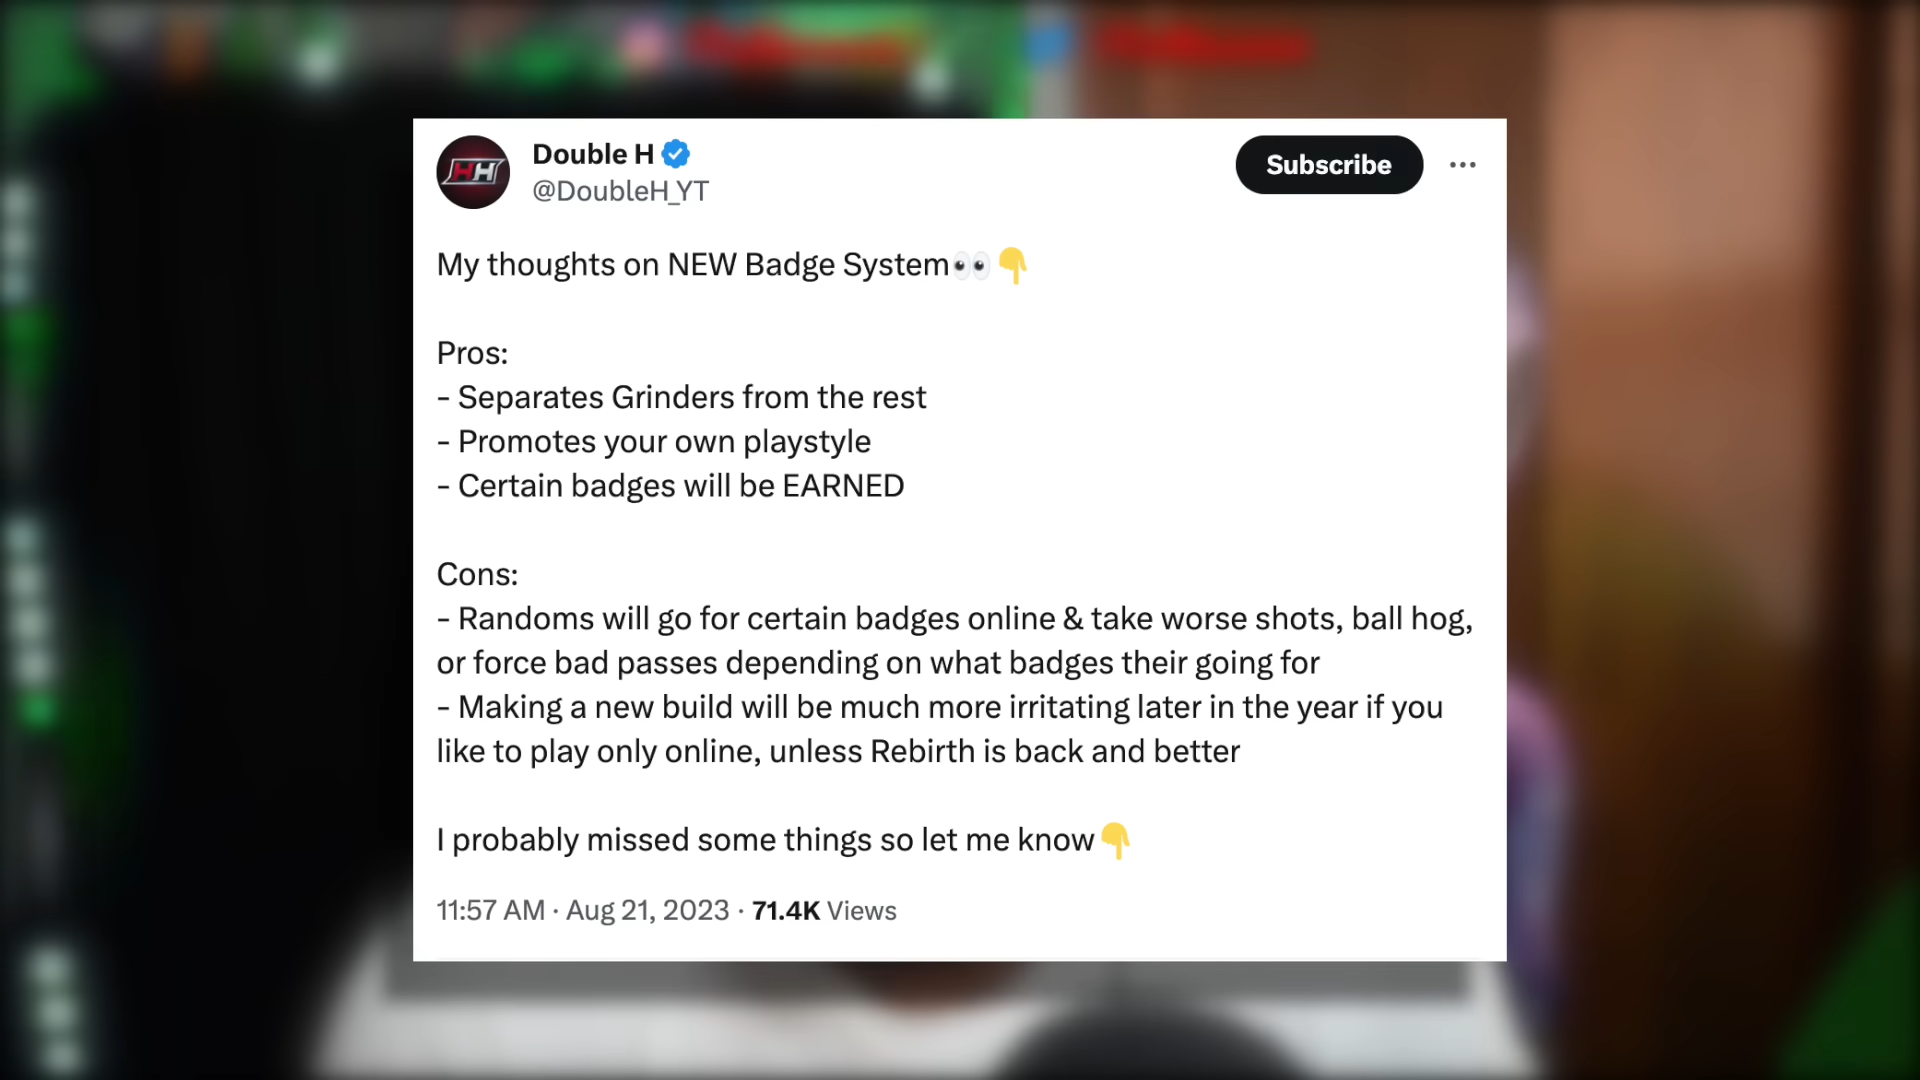 Double H
@DoubleH_YT
Subscribe
My thoughts on NEW Badge System👀👇
Pros:
- Separates Grinders from the rest
- Promotes your own playstyle
- Certain badges will be EARNED
Cons:
- Randoms will go for certain badges online & take worse shots, ball hog,
or force bad passes depending on what badges their going for
- Making a new build will be much more irritating later in the year if you
like to play only online, unless Rebirth is back and better
I probably missed some things so let me know👇
11:57 AM · Aug 21, 2023 · 71.4K Views
HH